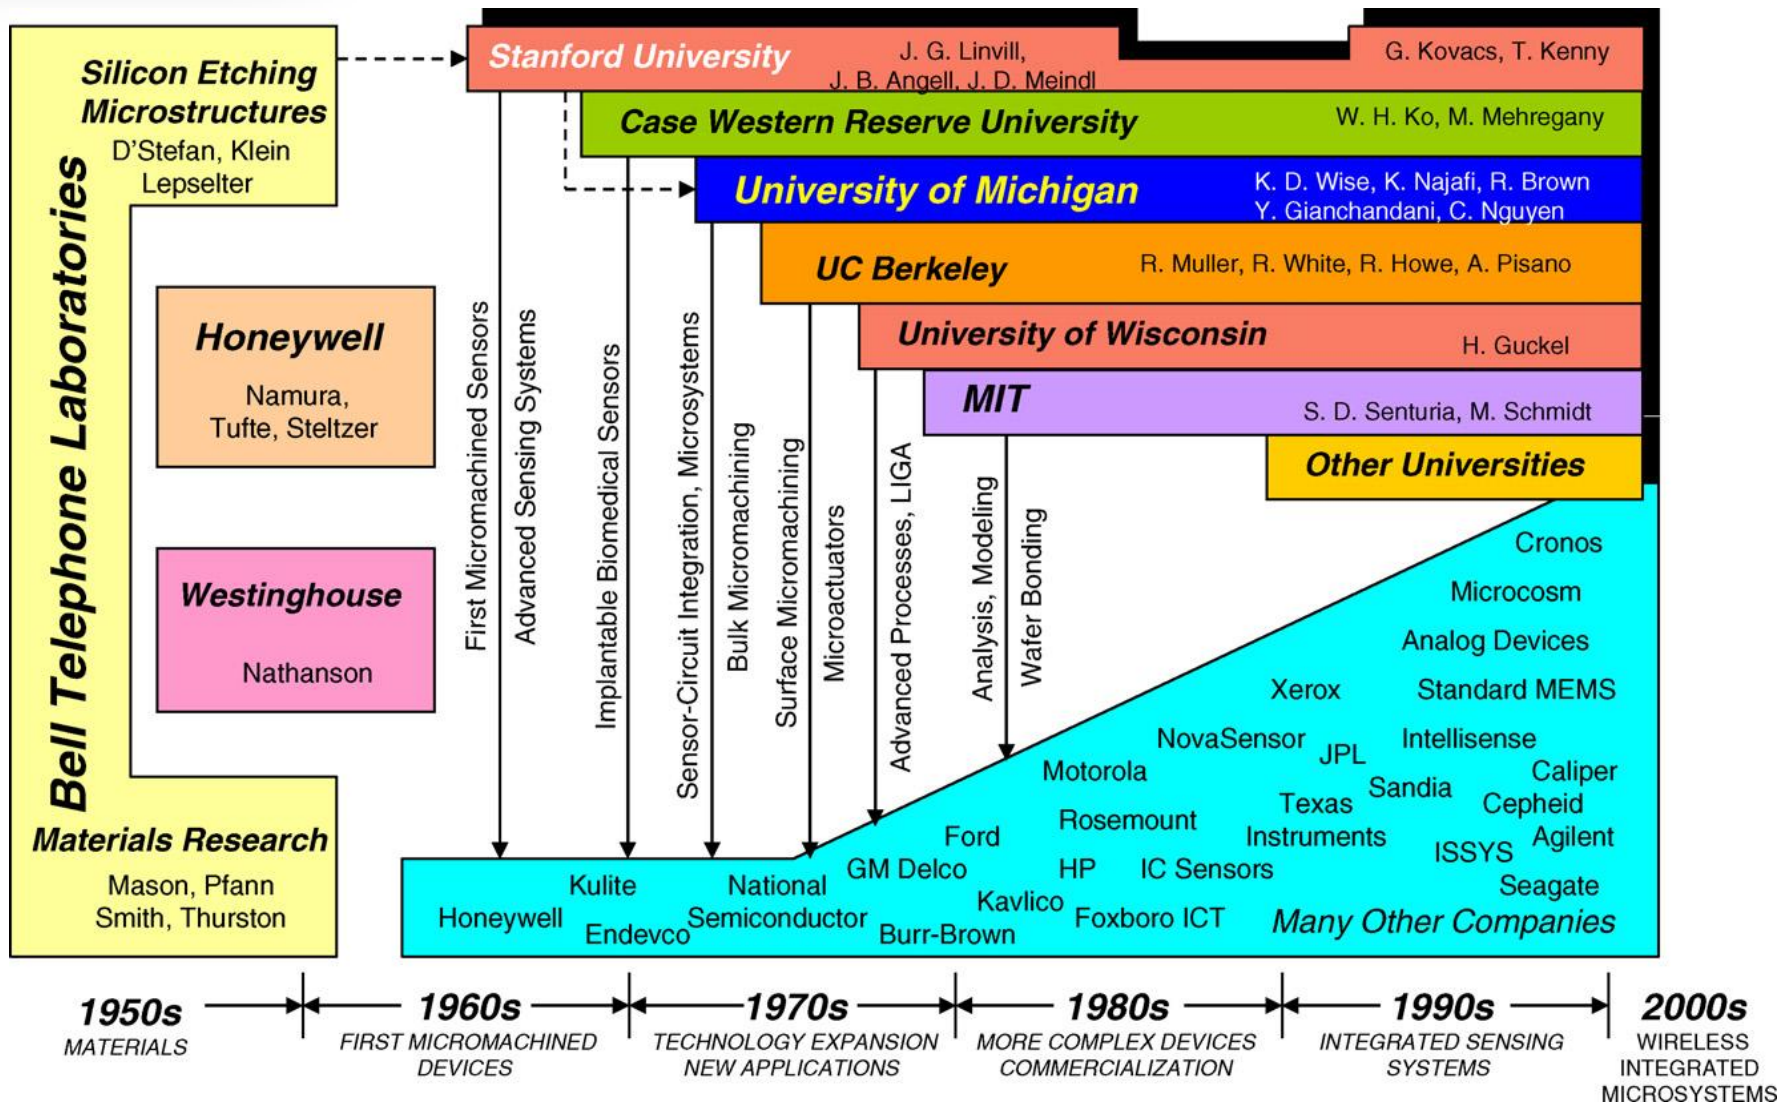 Bell Telephone Laboratories
Silicon Etching
Microstructures
D'Stefan, Klein
Lepselter
Materials Research
Mason, Pfann
Smith, Thurston
Honeywell
Namura,
Tufte, Steltzer
Westinghouse
Nathanson
Stanford University
J. G. Linvill,
J. B. Angell, J. D. Meindl
G. Kovacs, T. Kenny
Case Western Reserve University
W. H. Ko, M. Mehregany
University of Michigan
K. D. Wise, K. Najafi, R. Brown
Y. Gianchandani, C. Nguyen
UC Berkeley
R. Muller, R. White, R. Howe, A. Pisano
University of Wisconsin
H. Guckel
MIT
S. D. Senturia, M. Schmidt
Other Universities
First Micromachined Sensors
Advanced Sensing Systems
Implantable Biomedical Sensors
Sensor-Circuit Integration, Microsystems
Bulk Micromachining
Surface Micromachining
Microactuators
Advanced Processes, LIGA
Analysis, Modeling
Wafer Bonding
Cronos
Microcosm
Analog Devices
Xerox
Standard MEMS
NovaSensor
JPL
Intellisense
Motorola
Sandia
Caliper
Rosemount
Texas
Instruments
Cepheid
Ford
ISSYS
Agilent
GM Delco
HP
IC Sensors
Seagate
Kulite
National
Semiconductor
Kavlico
Honeywell
Endevco
Burr-Brown
Foxboro ICT
Many Other Companies
1950s
MATERIALS
1960s
FIRST MICROMACHINED
DEVICES
1970s
TECHNOLOGY EXPANSION
NEW APPLICATIONS
1980s
MORE COMPLEX DEVICES
COMMERCIALIZATION
1990s
INTEGRATED SENSING
SYSTEMS
2000s
WIRELESS
INTEGRATED
MICROSYSTEMS